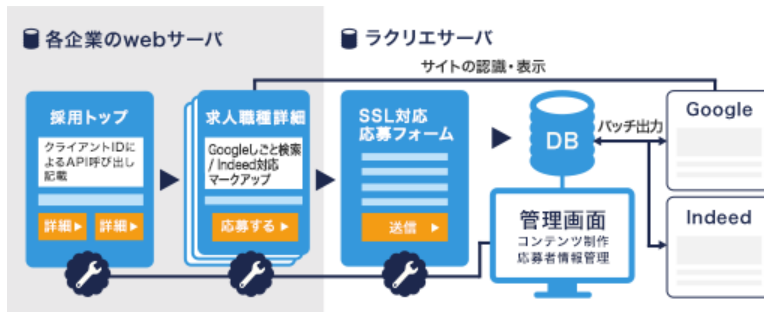 各企業のwebサーバ
ラクリエサーバ
サイトの認識・表示
採用トップ
クライアントIDに
よるAPI呼び出し
記載
詳細▶
詳細▶
求人職種詳細
Googleしごと検索
/ Indeed対応
マークアップ
応募する▶
SSL対応
応募フォーム
送信 ▶
DB
バッチ出力
管理画面
コンテンツ制作
応募者情報管理
Google
Indeed